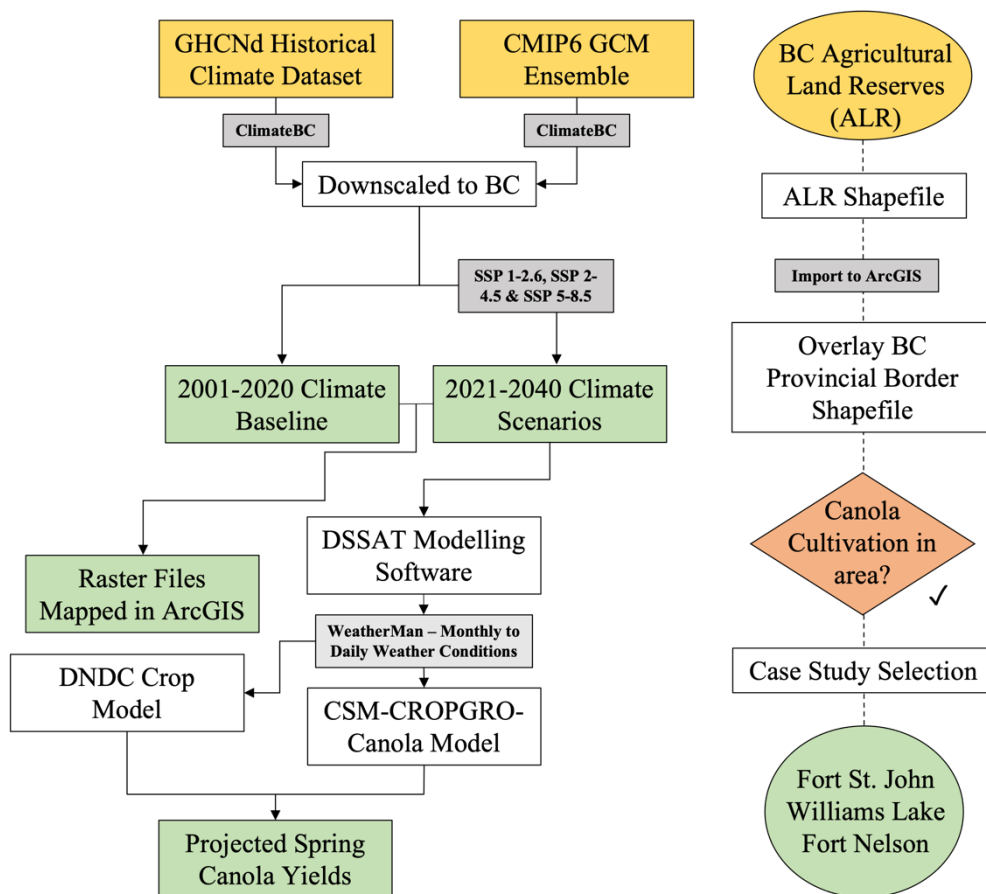 GHCNd Historical
Climate Dataset
CMIP6 GCM
Ensemble
BC Agricultural
Land Reserves
(ALR)
ClimateBC
ClimateBC
Downscaled to BC
ALR Shapefile
SSP 1-2.6, SSP 2-
4.5 & SSP 5-8.5
Import to ArcGIS
2001-2020 Climate
Baseline
2021-2040 Climate
Scenarios
Overlay BC
Provincial Border
Shapefile
DSSAT Modelling
Software
Canola
Cultivation in
area?
✓
Raster Files
Mapped in ArcGIS
WeatherMan – Monthly to
Daily Weather Conditions
DNDC Crop
Model
CSM-CROPGRO-
Canola Model
Case Study Selection
Projected Spring
Canola Yields
Fort St. John
Williams Lake
Fort Nelson